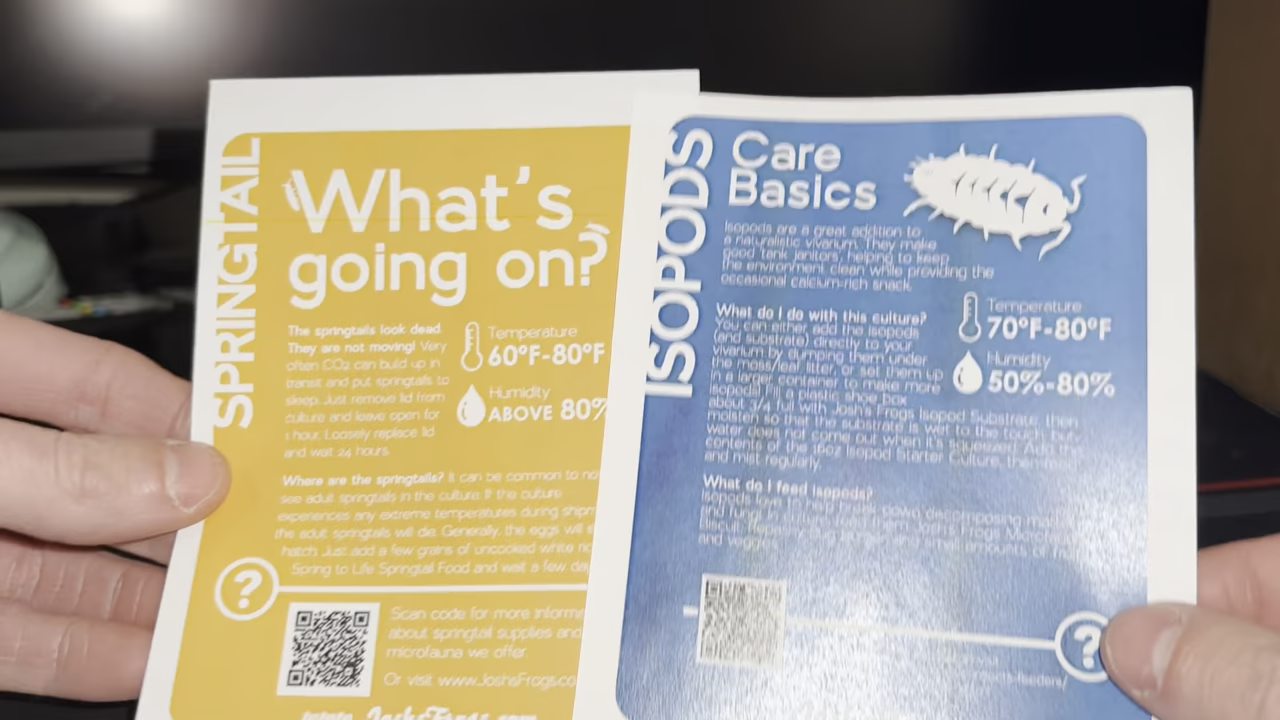 SPRINGTAIL
What's
going on?
The springtails look dead.
They are not moving! Very
often CO2 can build up in
transit and put springtails to
sleep. Just remove lid from
culture and leave open for
1 hour. Loosely replace lid
and wait 24 hours.
Temperature
60°F-80°F
Humidity
ABOVE 80%
Where are the springtails? It can be common to
see adult springtails in the culture. If the culture
experiences any extreme temperatures during
the adult springtails will die. Generally, the eggs will
hatch. Just add a few grains of uncooked white
Spring to Life Springtail Food and wait a few
?
Scan code for more
about springtail supplies and
microfauna we offer.
Or visit www.JoshsFrogs.co
ISOPODS
Care
Basics
Isopods are a great addition to
a naturalistic vivarium. They make
good tank janitors, helping to keep
the environment clean while providing the
occasional calcium-rich snack.
What do I do with this culture?
You can either add the isopods
(and substrate) directly to your
vivarium by dumping them under
the moss/leaf litter, or set them up
in a larger container to make more
isopods! Fill a plastic shoe box
about 3/4 full with Josh's Frogs Isopod Substrate, then
moisten so that the substrate is wet to the touch but
water does not come out when it's squeezed. Add the
contents of the 16oz Isopod Starter Culture, then
and mist regularly.
Temperature
70°F-80°F
Humidity
50%-80%
What do I feed isopods?
Isopods love to help break down decomposing
and veggies
?